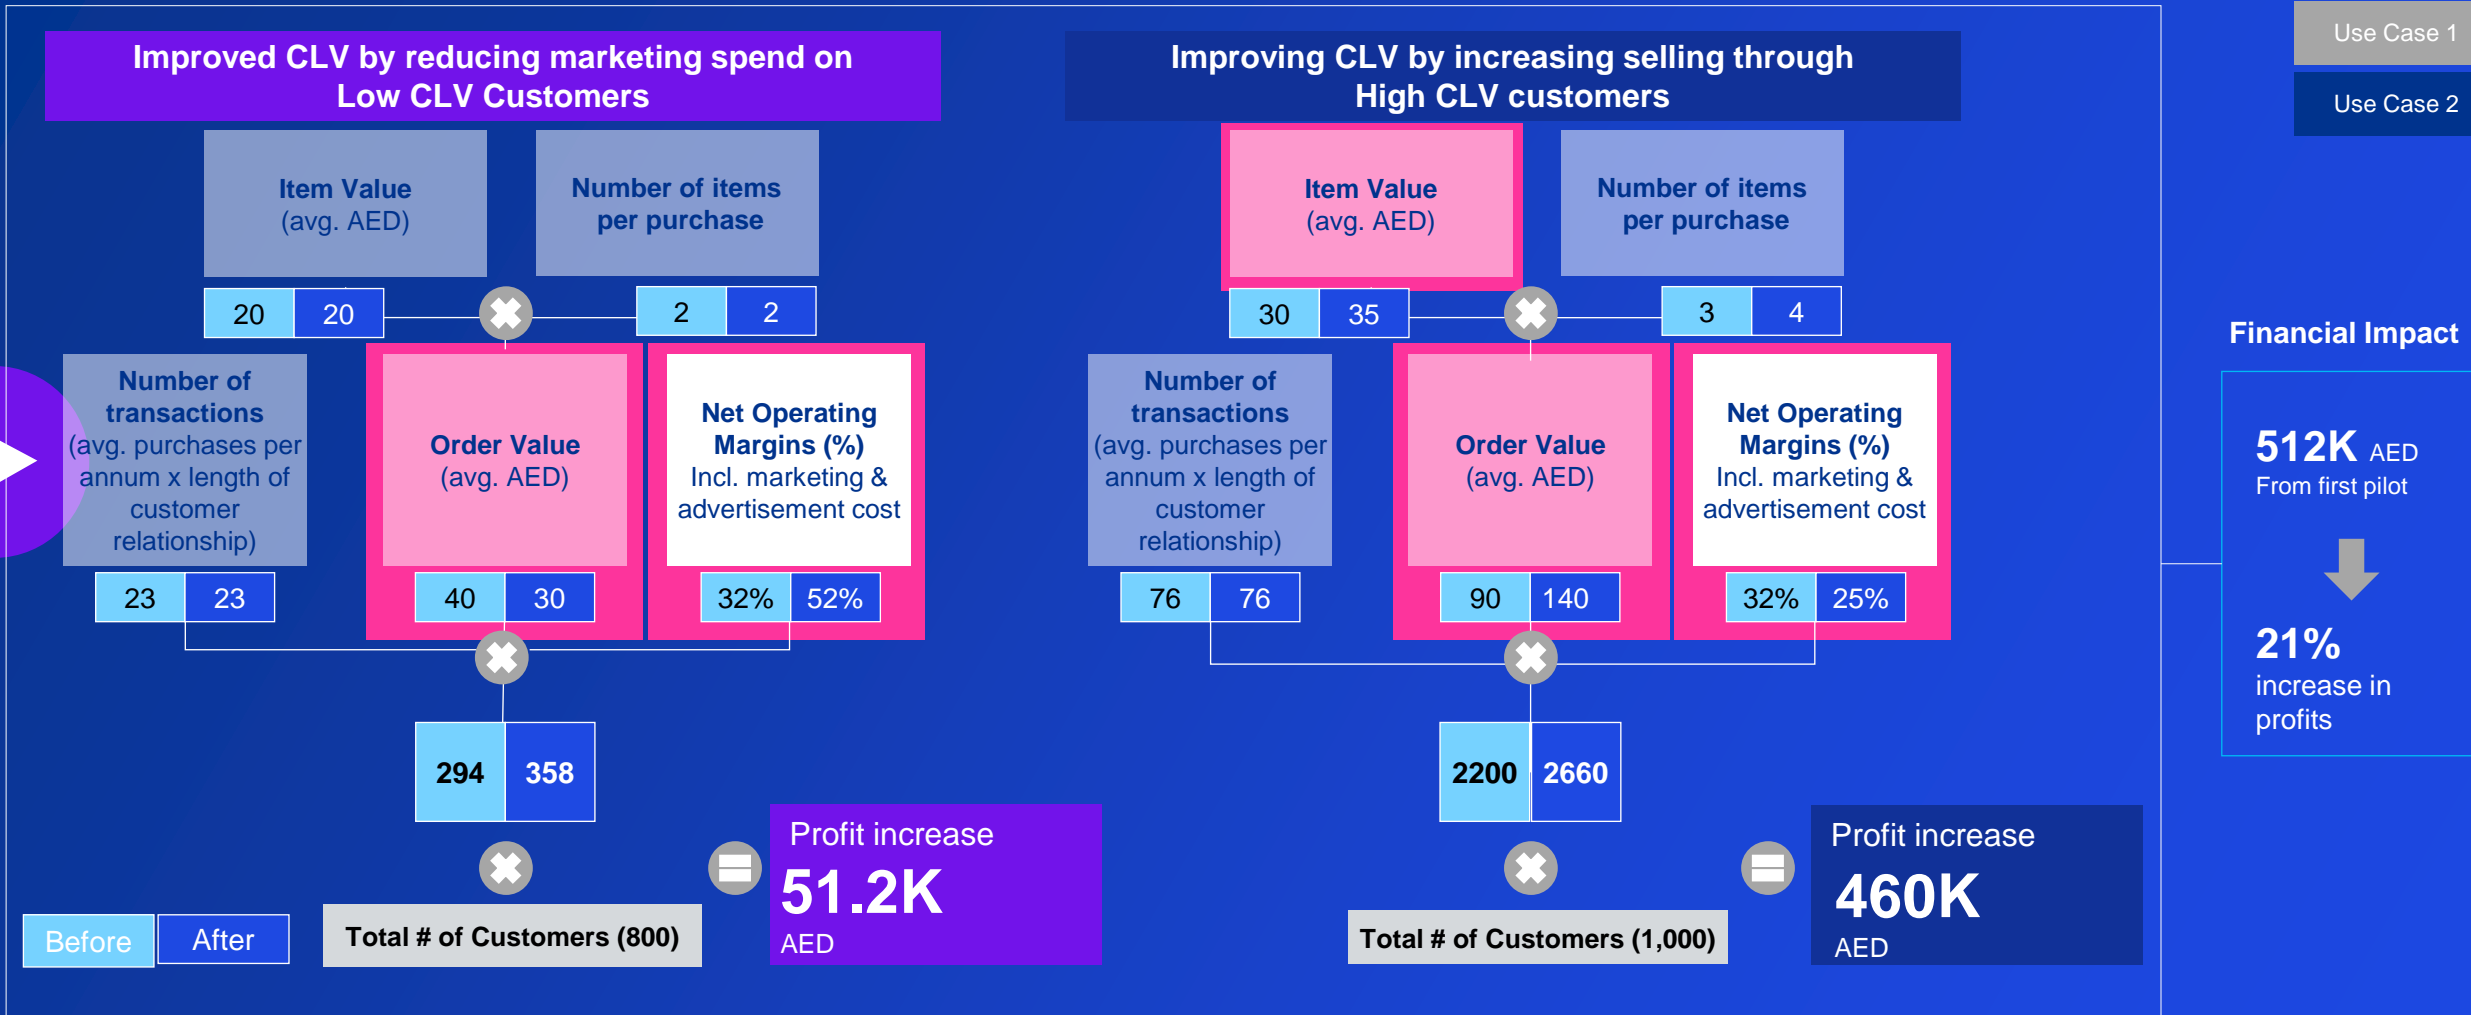 Improved CLV by reducing marketing spend on
Low CLV Customers
Item Value
(avg. AED)
Number of items
per purchase
20
20
2
2
Number of
transactions
(avg. purchases per
annum x length of
customer
relationship)
Order Value
(avg. AED)
Net Operating
Margins (%)
Incl. marketing &
advertisement cost
23
23
40
30
32%
52%
294
358
Total # of Customers (800)
Profit increase
51.2K
AED
Before
After
Improving CLV by increasing selling through
High CLV customers
Item Value
(avg. AED)
Number of items
per purchase
30
35
3
4
Number of
transactions
(avg. purchases per
annum x length of
customer
relationship)
Order Value
(avg. AED)
Net Operating
Margins (%)
Incl. marketing &
advertisement cost
76
76
90
140
32%
25%
2200
2660
Total # of Customers (1,000)
Profit increase
460K
AED
Use Case 1
Use Case 2
Financial Impact
512K AED
From first pilot
21%
increase in
profits